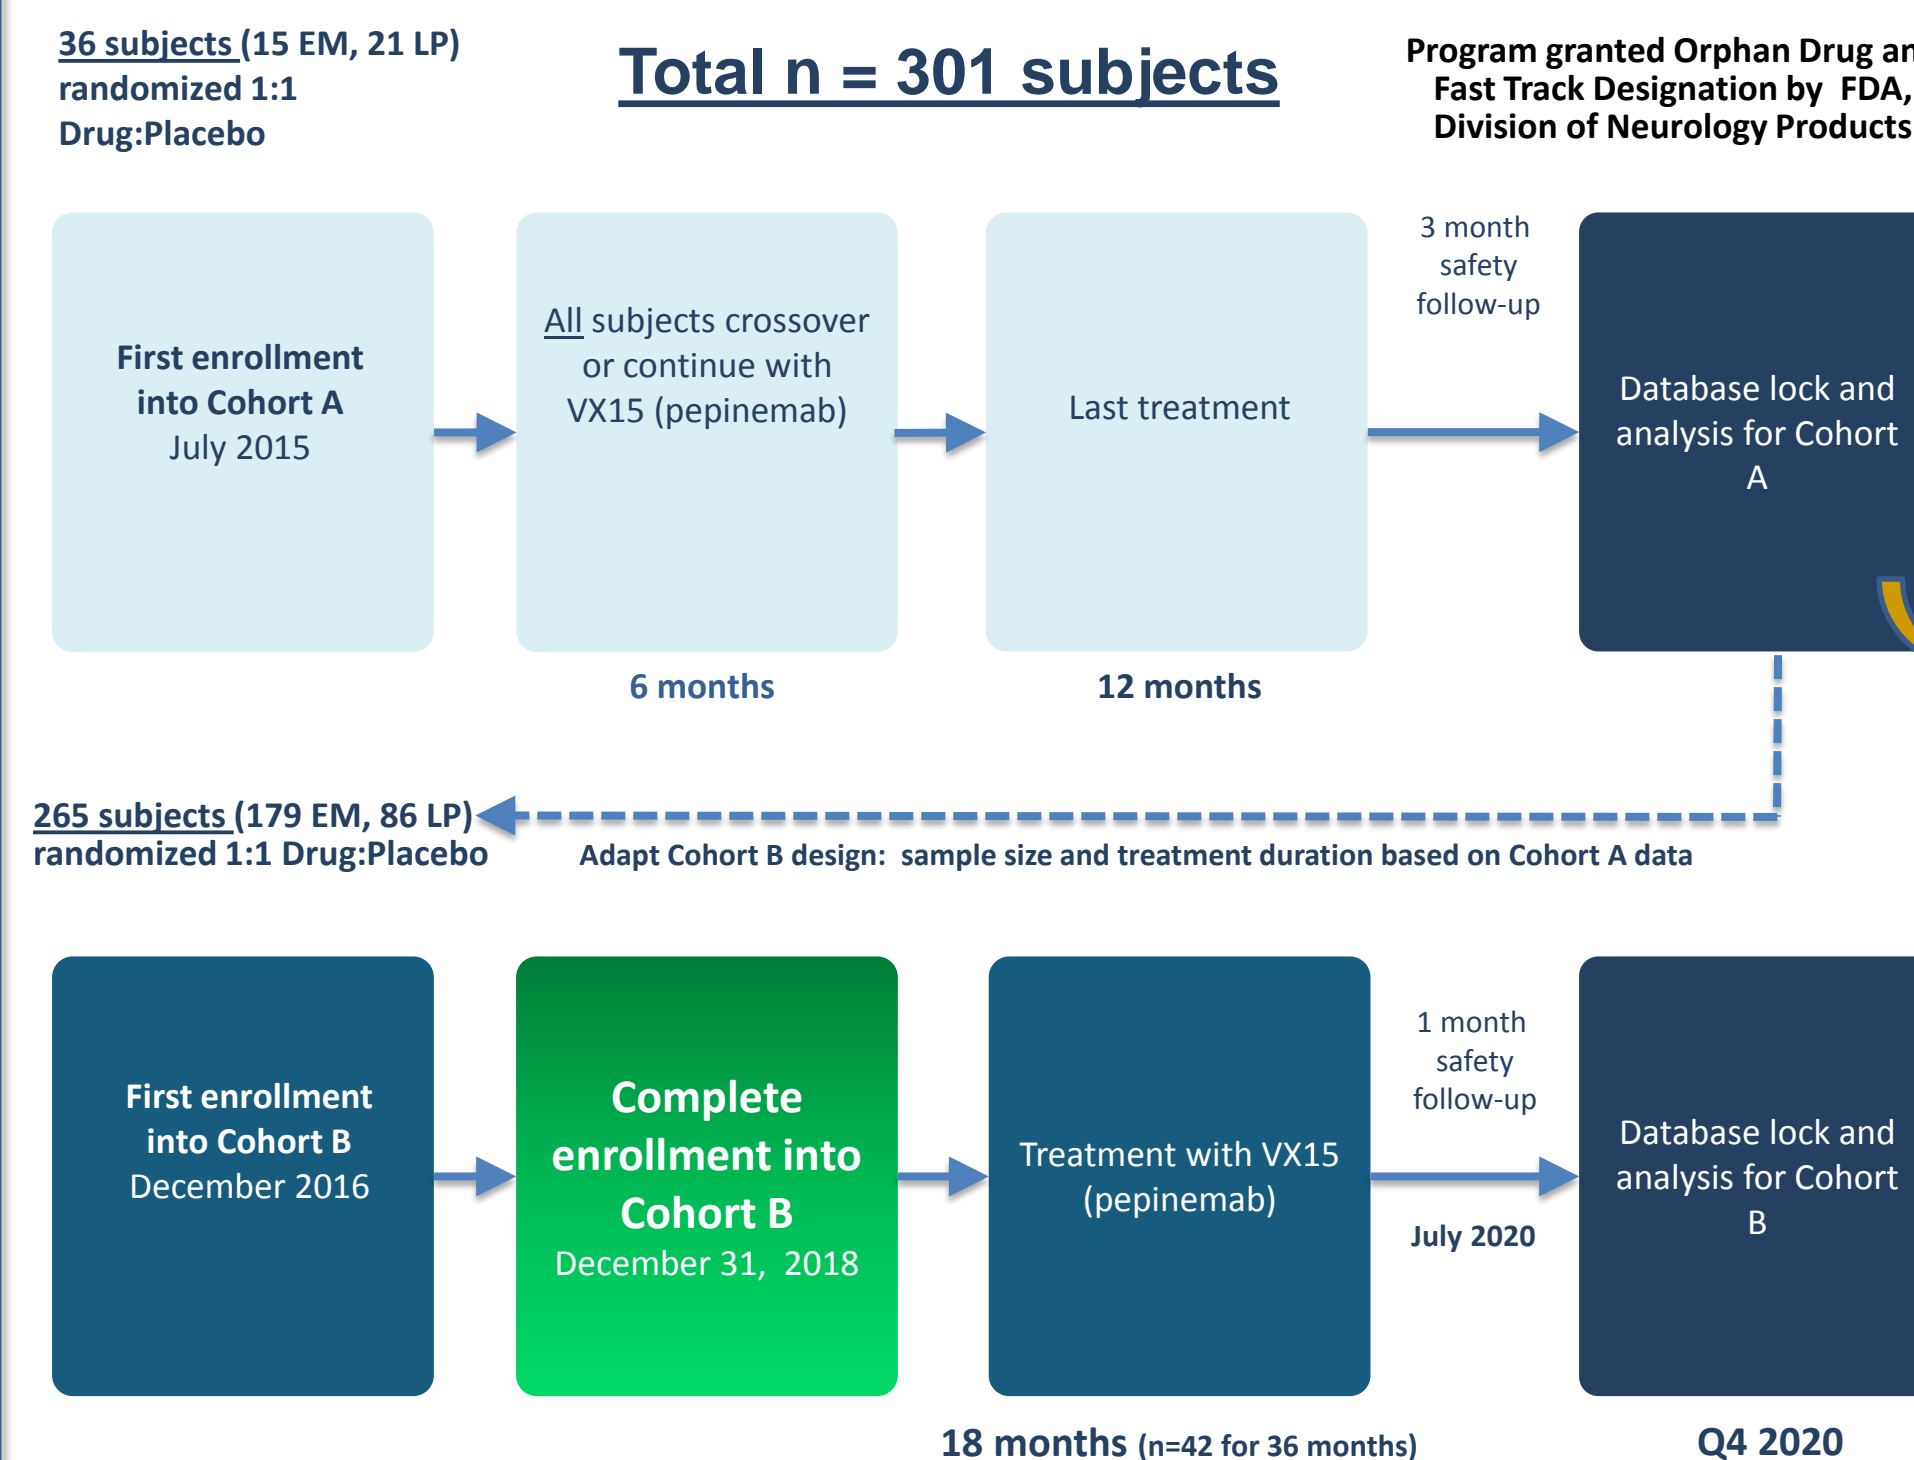 36 subjects (15 EM, 21 LP)
randomized 1:1
Drug:Placebo
Total n = 301 subjects
Program granted Orphan Drug an
Fast Track Designation by FDA,
Division of Neurology Products
First enrollment
into Cohort A
July 2015
All subjects crossover
or continue with
VX15 (pepinemab)
Last treatment
3 month
safety
follow-up
Database lock and
analysis for Cohort
A
6 months
12 months
265 subjects (179 EM, 86 LP)
randomized 1:1 Drug:Placebo
Adapt Cohort B design: sample size and treatment duration based on Cohort A data
First enrollment
into Cohort B
December 2016
Complete
enrollment into
Cohort B
December 31, 2018
Treatment with VX15
(pepinemab)
1 month
safety
follow-up
July 2020
Database lock and
analysis for Cohort
B
18 months (n=42 for 36 months)
Q4 2020